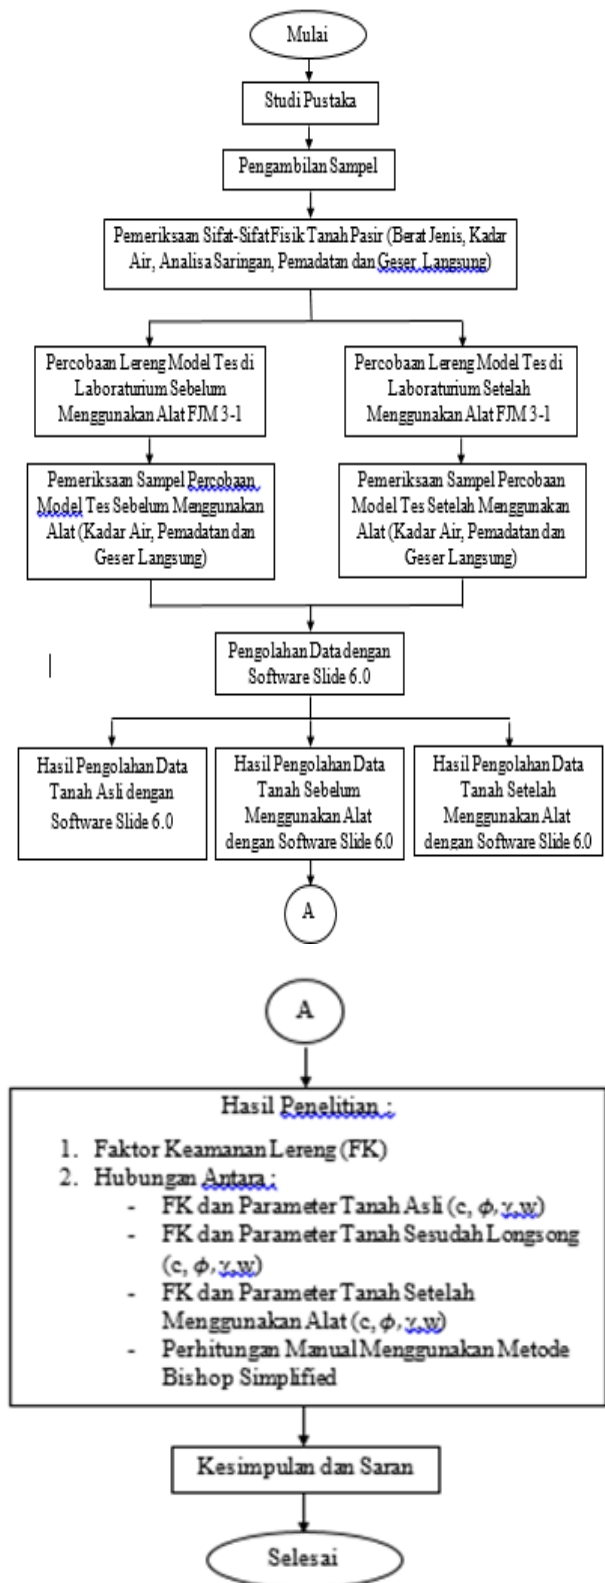 Mulai
Studi Pustaka
Pengambilan Sampel
Pemeriksaan Sifat-Sifat Fisik Tanah Pasir (Berat Jenis, Kadar
Air, Analisa Saringan, Pemadatan dan Geser Langsung)
Percobaan Lereng Model Tes di
Laboraturium Sebelum
Menggunakan Alat FJM 3-1
Percobaan Lereng Model Tes di
Laboraturium Setelah
Menggunakan Alat FJM 3-1
Pemeriksaan Sampel Percobaan
Model Tes Sebelum Menggunakan
Alat (Kadar Air, Pemadatan dan
Geser Langsung)
Pemeriksaan Sampel Percobaan
Model Tes Setelah Menggunakan
Alat (Kadar Air, Pemadatan dan
Geser Langsung)
Pengolahan Data dengan
Software Slide 6.0
Hasil Pengolahan Data
Tanah Asli dengan
Software Slide 6.0
Hasil Pengolahan Data
Tanah Sebelum
Menggunakan Alat
dengan Software Slide 6.0
Hasil Pengolahan Data
Tanah Setelah
Menggunakan Alat
dengan Software Slide 6.0
A
A
Hasil Penelitian :
1. Faktor Keamanan Lereng (FK)
2. Hubungan Antara :
- FK dan Parameter Tanah Asli (c, ϕ, γ,w)
- FK dan Parameter Tanah Sesudah Longsong
(c, ϕ, γ,w)
- FK dan Parameter Tanah Setelah
Menggunakan Alat (c, ϕ, γ,w)
- Perhitungan Manual Menggunakan Metode
Bishop Simplified
Kesimpulan dan Saran
Selesai